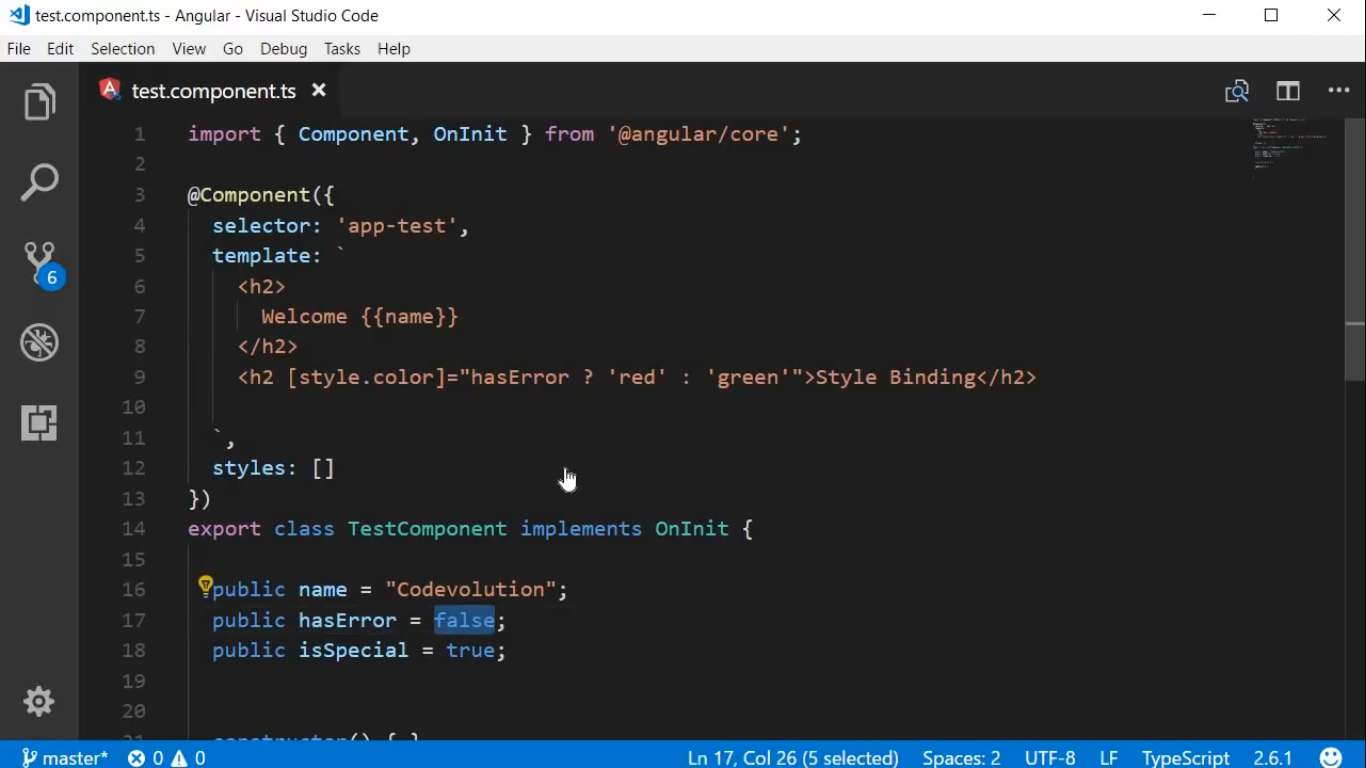 test.component.ts - Angular - Visual Studio Code
File Edit Selection View Go Debug Tasks Help
test.component.ts
1 import { Component, OnInit } from '@angular/core';
2
3 @Component({
4 selector: 'app-test',
5 template: `
6 <h2>
7 Welcome {{name}}
8 </h2>
9 <h2 [style.color]="hasError ? 'red' : 'green'">Style Binding</h2>
10
11 `,
12 styles: []
13 })
14 export class TestComponent implements OnInit {
15
16 public name = "Codevolution";
17 public hasError = false;
18 public isSpecial = true;
19
20
21 constructor() { }
6
master* 0 0 Ln 17, Col 26 (5 selected) Spaces: 2 UTF-8 LF TypeScript 2.6.1